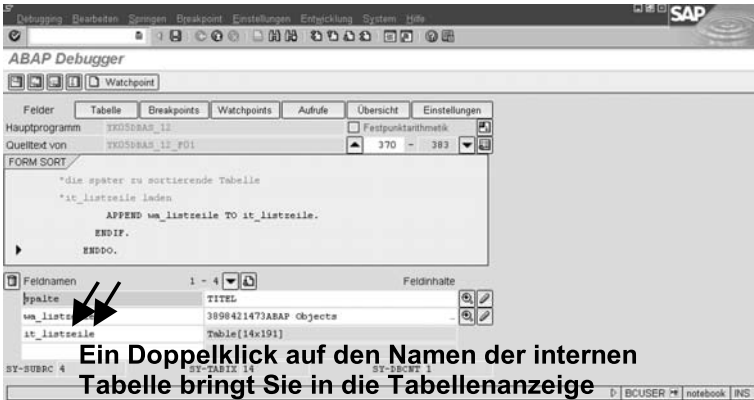 Debugging Bearbeiten Springen Breakpoint Einstellungen Entwicklung System Hilfe
SAP
ABAP Debugger
Watchpoint
Felder Tabelle Breakpoints Watchpoints Aufrufe Übersicht Einstellungen
Hauptprogramm YKO5DBAS_12 Festpunktarithmetik
Quelltext von YKO5DBAS_12_F01 370 - 383
FORM SORT
*die später zu sortierende Tabelle
*it_listzeile laden
APPEND wa_listzeile TO it_listzeile.
ENDIF.
ENDDO.
Feldnamen 1 - 4 Feldinhalte
spalte TITEL
3898421473ABAP Objects
it_listzeile Table[14x191]
Ein Doppelklick auf den Namen der internen
SY-SUBRC 4 SY-TABIX 14 SY-DBCNT 1
Tabelle bringt Sie in die Tabellenanzeige
BCUSER notebook INS